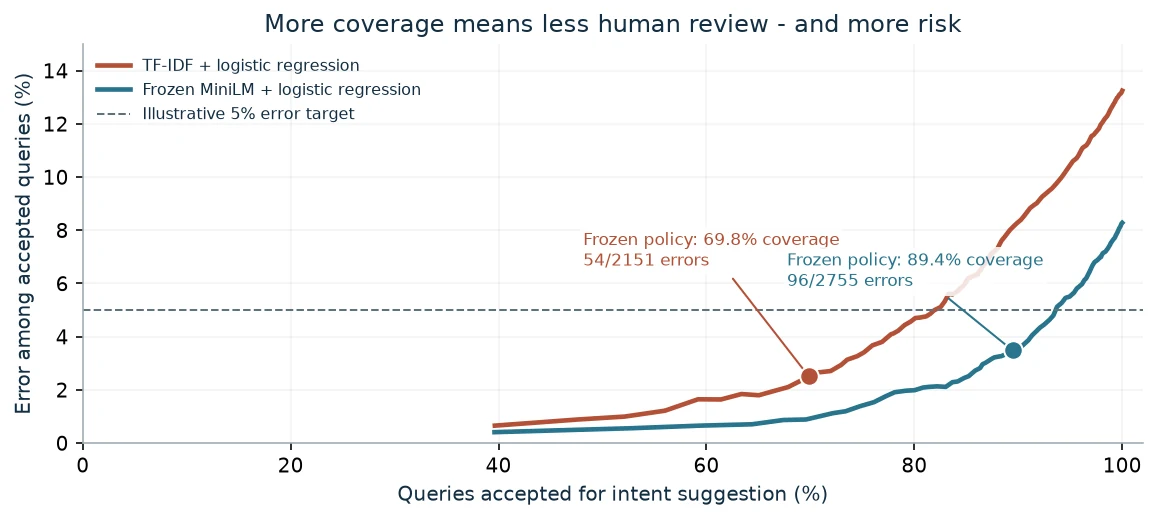 More coverage means less human review - and more risk
TF-IDF + logistic regression
Frozen MiniLM + logistic regression
Illustrative 5% error target
Error among accepted queries (%)
14
12
10
8
6
4
2
0
Frozen policy: 69.8% coverage
54/2151 errors
Frozen policy: 89.4% coverage
96/2755 errors
0
20
40
60
80
100
Queries accepted for intent suggestion (%)